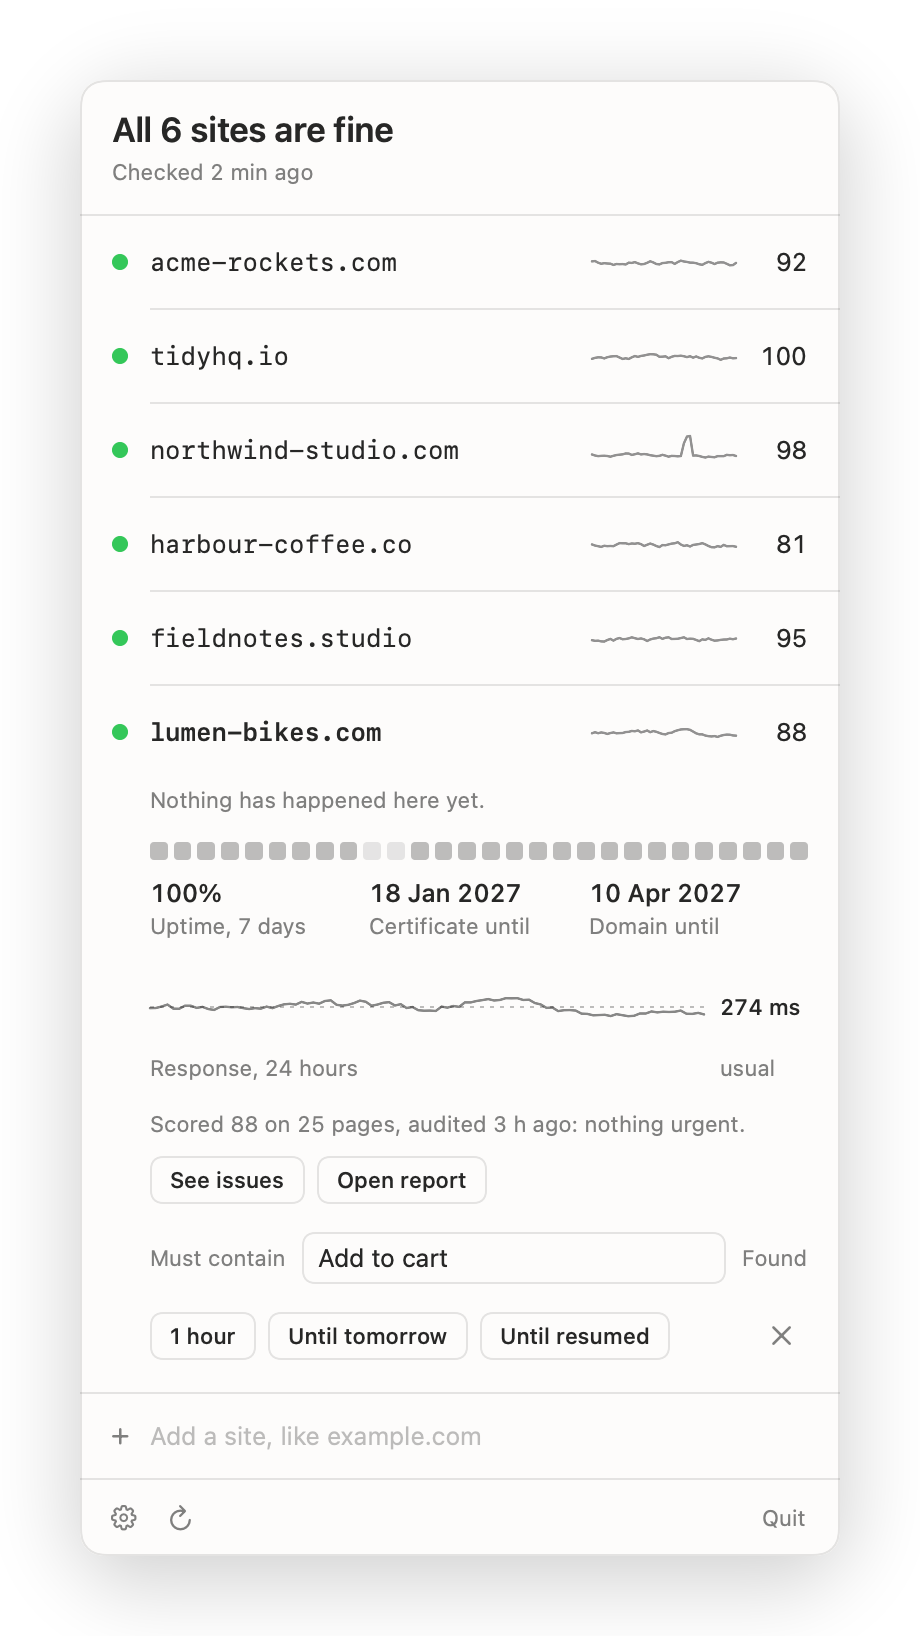 All 6 sites are fine
Checked 2 min ago
acme-rockets.com 92
tidyhq.io 100
northwind-studio.com 98
harbour-coffee.co 81
fieldnotes.studio 95
lumen-bikes.com 88
Nothing has happened here yet.
100% 18 Jan 2027 10 Apr 2027
Uptime, 7 days Certificate until Domain until
274 ms
Response, 24 hours usual
Scored 88 on 25 pages, audited 3 h ago: nothing urgent.
See issues Open report
Must contain Add to cart Found
1 hour Until tomorrow Until resumed
Add a site, like example.com
Quit